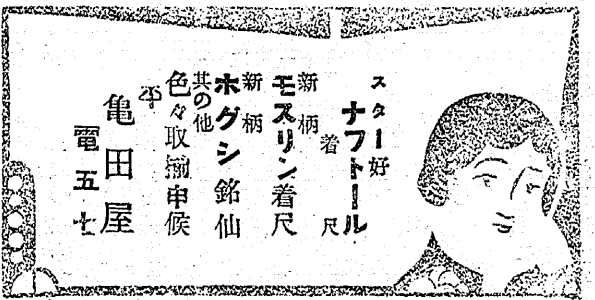 スター好
ナフトール
着尺
新柄
モスリン着尺
新柄
ホグシ銘仙
其の他
色々取揃申候
亀田屋
電五七